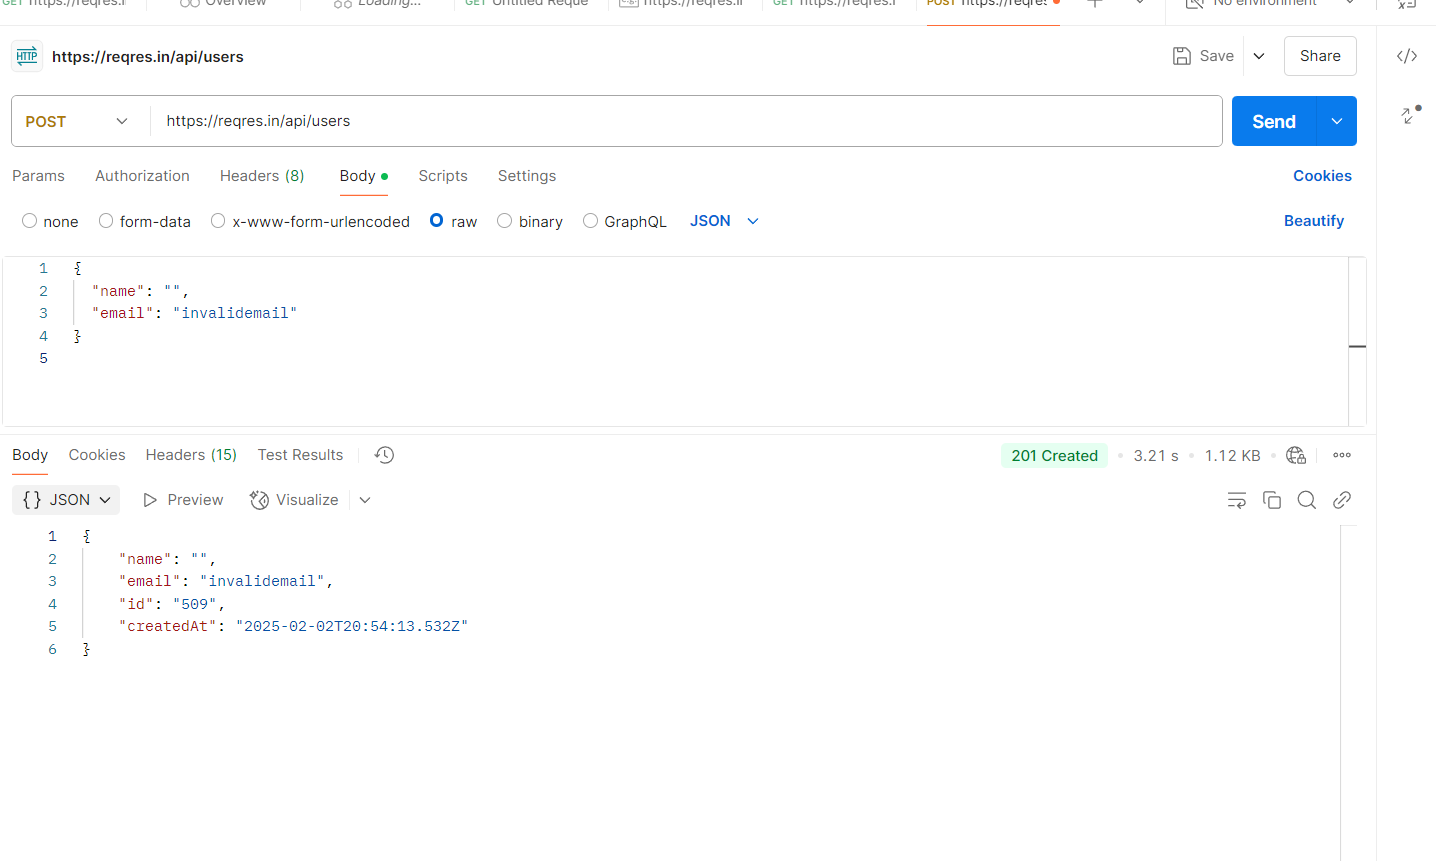 GET https://reqres.i
Overview
Loading...
GET Untitled Reque
https://reqres.i
GET https://reqres.i
POST https://reqres
No environment
HTTP https://reqres.in/api/users
Save
Share
POST
https://reqres.in/api/users
Send
Params
Authorization
Headers (8)
Body
Scripts
Settings
Cookies
none
form-data
x-www-form-urlencoded
raw
binary
GraphQL
JSON
Beautify
1 {
2 "name": "",
3 "email": "invalidemail"
4 }
5
Body
Cookies
Headers (15)
Test Results
201 Created
3.21 s
1.12 KB
{} JSON
Preview
Visualize
1 {
2 "name": "",
3 "email": "invalidemail",
4 "id": "509",
5 "createdAt": "2025-02-02T20:54:13.532Z"
6 }